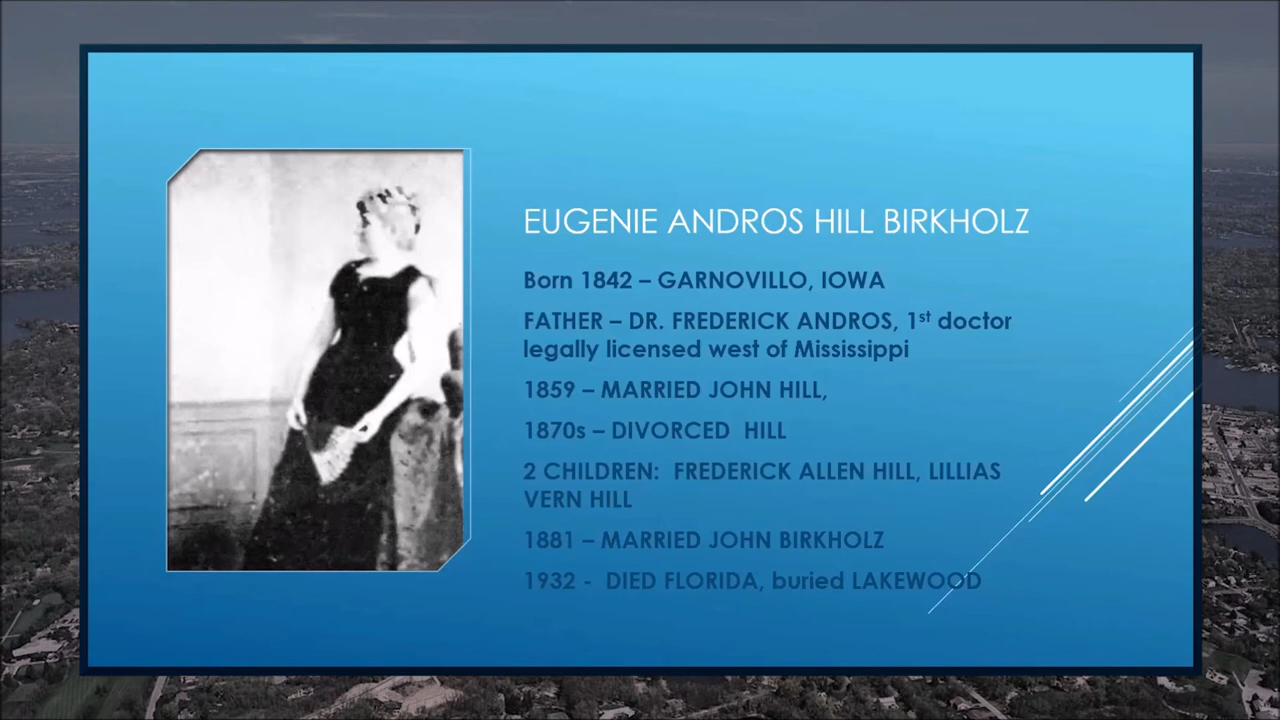 EUGENIE ANDROS HILL BIRKHOLZ
Born 1842 – GARNOVILLO, IOWA
FATHER – DR. FREDERICK ANDROS, 1st doctor
legally licensed west of Mississippi
1859 – MARRIED JOHN HILL,
1870s – DIVORCED  HILL
2 CHILDREN:  FREDERICK ALLEN HILL, LILLIAS
VERN HILL
1881 – MARRIED JOHN BIRKHOLZ
1932 -  DIED FLORIDA, buried LAKEWOOD